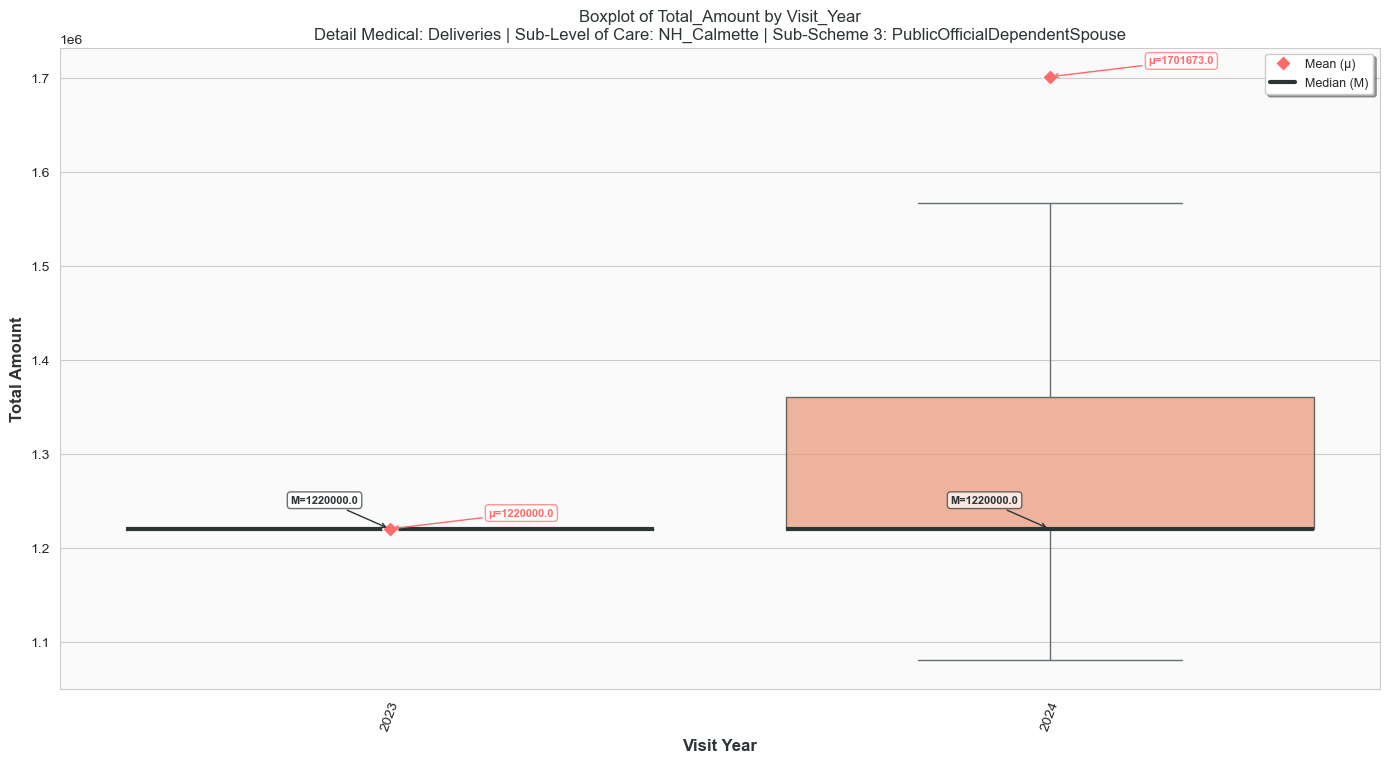 Boxplot of Total_Amount by Visit_Year
Detail Medical: Deliveries | Sub-Level of Care: NH_Calmette | Sub-Scheme 3: PublicOfficialDependentSpouse
1e6
μ=1701673.0
Mean (μ)
Median (M)
1.7
1.6
1.5
1.4
1.3
1.2
1.1
Total Amount
M=1220000.0
μ=1220000.0
M=1220000.0
2023
2024
Visit Year